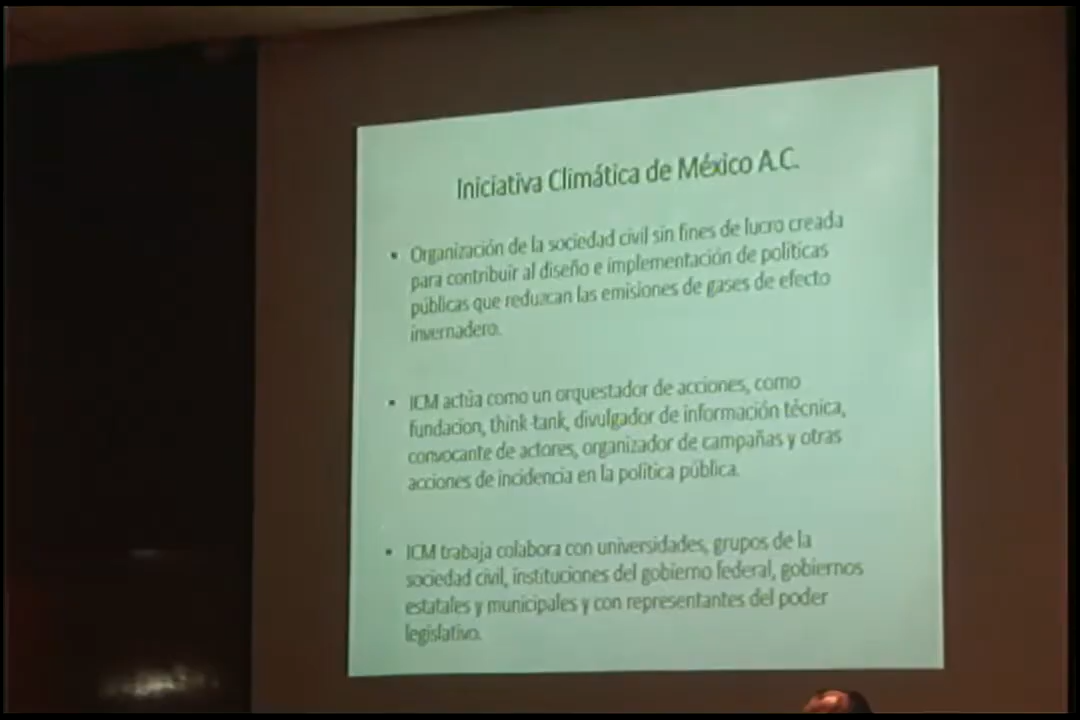 Iniciativa Climática de México A.C.
• Organización de la sociedad civil sin fines de lucro creada
para contribuir al diseño e implementación de políticas
públicas que reduzcan las emisiones de gases de efecto
invernadero.
• ICM actúa como un orquestador de acciones, como
fundacion, think-tank, divulgador de información técnica,
convocante de actores, organizador de campañas y otras
acciones de incidencia en la política pública.
• ICM trabaja colabora con universidades, grupos de la
sociedad civil, instituciones del gobierno federal, gobiernos
estatales y municipales y con representantes del poder
legislativo.